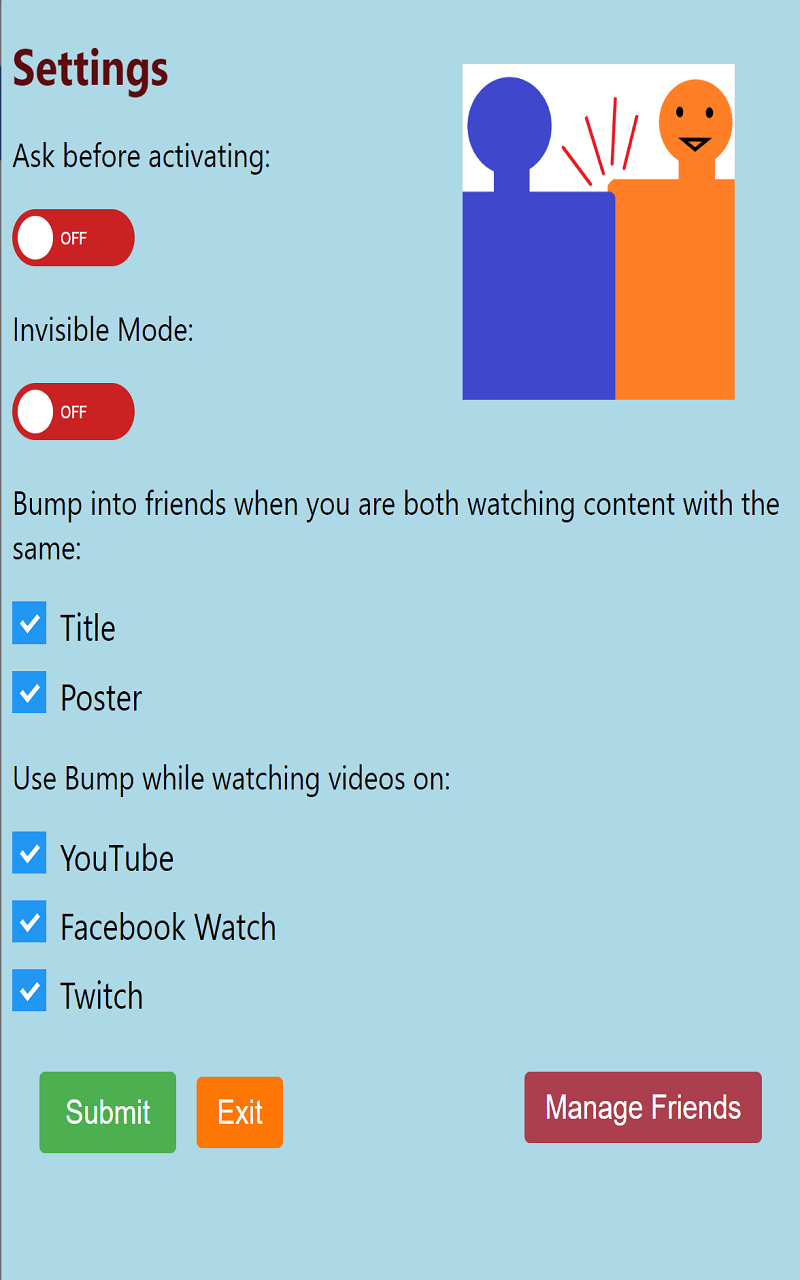 Settings
Ask before activating:
OFF
Invisible Mode:
OFF
Bump into friends when you are both watching content with the
same:
Title
Poster
Use Bump while watching videos on:
YouTube
Facebook Watch
Twitch
Submit
Exit
Manage Friends